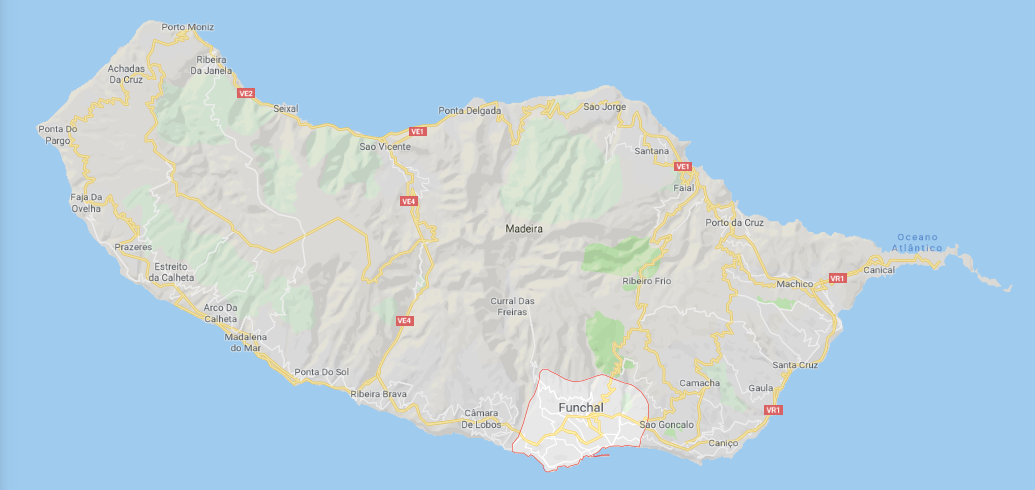 Porto Moniz
Ribeira
Da Janela
Achadas
Da Cruz
VE2
Seixal
Ponta Delgada
Sao Jorge
Ponta Do
Pargo
VE1
Sao Vicente
Santana
VE1
Faial
Faja Da
Ovelha
VE4
Porto da Cruz
Madeira
Oceano
Atlântico
Prazeres
Estreito
da Calheta
Canical
Ribeiro Frio
VR1
Machico
Curral Das
Freiras
Arco Da
Calheta
VE4
Madalena
do Mar
Santa Cruz
Ponta Do Sol
Camacha
Gaula
Ribeira Brava
Funchal
VR1
Câmara
De Lobos
Sao Goncalo
Caniço